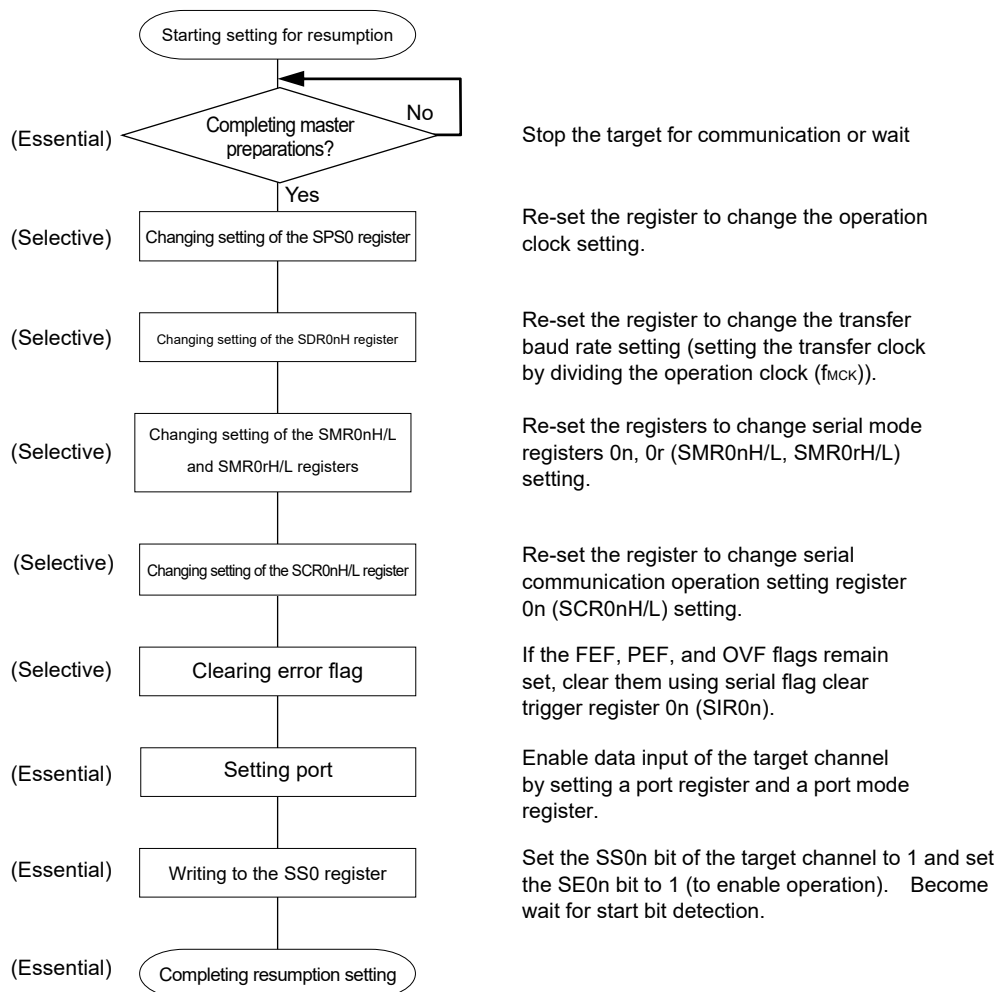 Starting setting for resumption
No
(Essential)
Completing master
preparations?
Stop the target for communication or wait
Yes
(Selective)
Changing setting of the SPS0 register
Re-set the register to change the operation
clock setting.
(Selective)
Changing setting of the SDR0nH register
Re-set the register to change the transfer
baud rate setting (setting the transfer clock
by dividing the operation clock (fMCK)).
(Selective)
Changing setting of the SMR0nH/L
and SMR0rH/L registers
Re-set the registers to change serial mode
registers 0n, 0r (SMR0nH/L, SMR0rH/L)
setting.
(Selective)
Changing setting of the SCR0nH/L register
Re-set the register to change serial
communication operation setting register
0n (SCR0nH/L) setting.
(Selective)
Clearing error flag
If the FEF, PEF, and OVF flags remain
set, clear them using serial flag clear
trigger register 0n (SIR0n).
(Essential)
Setting port
Enable data input of the target channel
by setting a port register and a port mode
register.
(Essential)
Writing to the SS0 register
Set the SS0n bit of the target channel to 1 and set
the SE0n bit to 1 (to enable operation). Become
wait for start bit detection.
(Essential)
Completing resumption setting